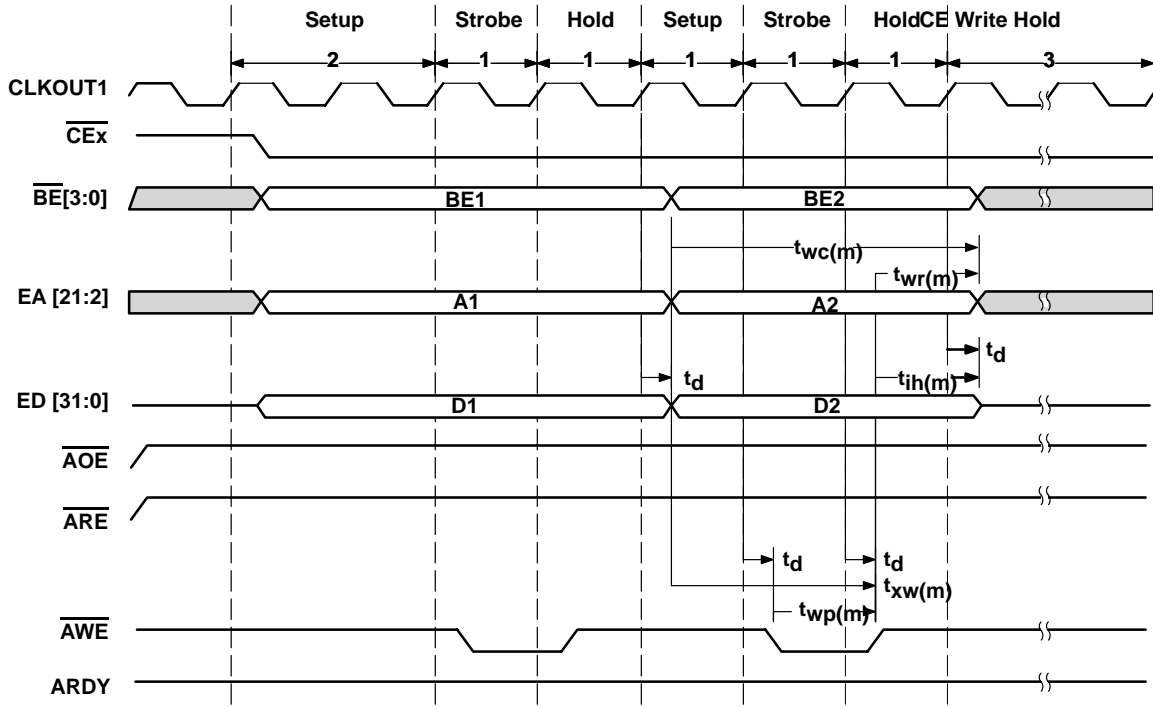 Setup Strobe Hold Setup Strobe HoldCE Write Hold
2 1 1 1 1 1 3
CLKOUT1
CEx
BE[3:0] BE1 BE2
twc(m)
twr(m)
EA [21:2] A1 A2
td
td tih(m)
ED [31:0] D1 D2
AOE
ARE
td td
txw(m)
twp(m)
AWE
ARDY